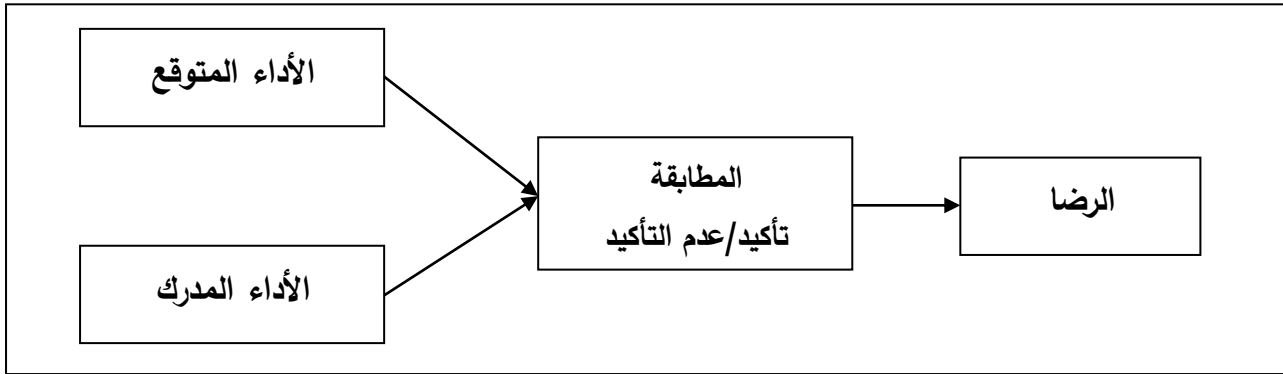 الأداء المتوقع
المطابقة
تأكيد/عدم التأكيد
الرضا
الأداء المدرك